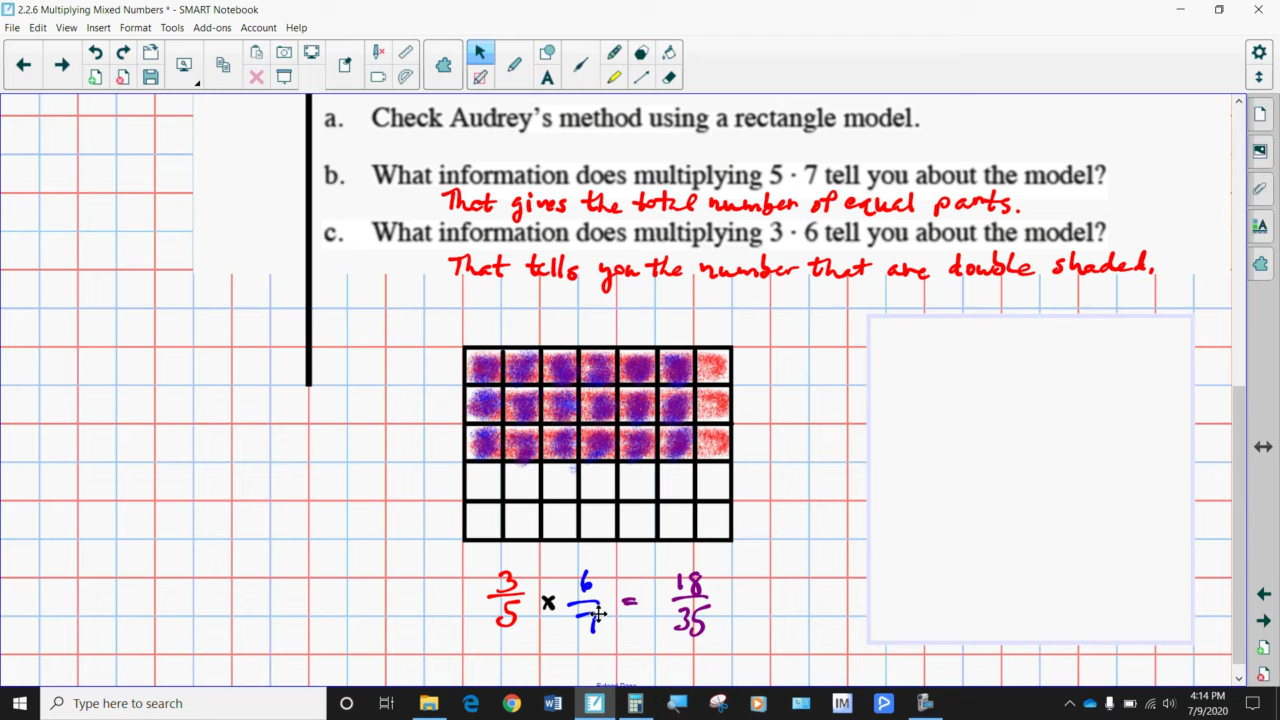 2.2.6 Multiplying Mixed Numbers * - SMART Notebook
File Edit View Insert Format Tools Add-ons Account Help
a. Check Audrey's method using a rectangle model.
b. What information does multiplying 5 · 7 tell you about the model?
That gives the total number of equal parts.
c. What information does multiplying 3 · 6 tell you about the model?
That tells you the number that are double shaded.
3/5 × 6/7 = 18/35
Extend Page
Type here to search
IM
4:14 PM
7/9/2020